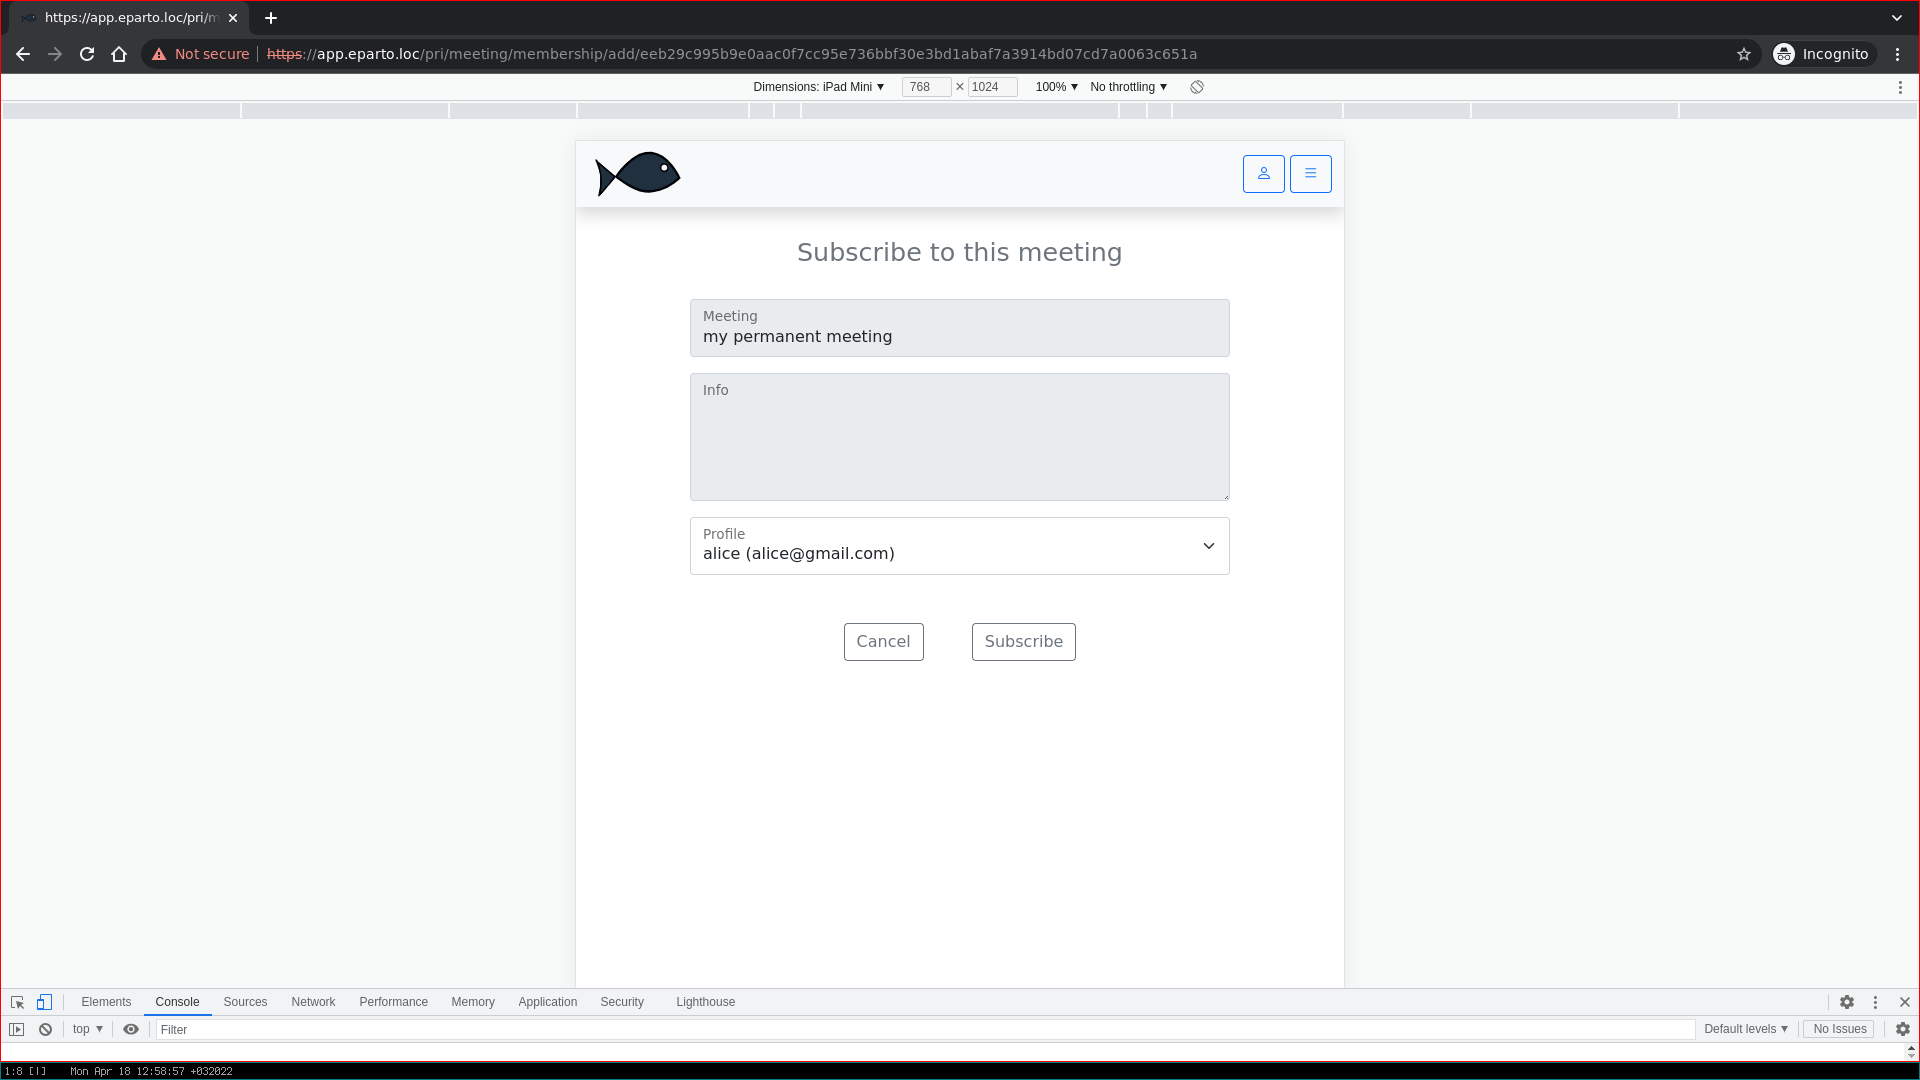 https://app.eparto.loc/pri/m
Not secure https://app.eparto.loc/pri/meeting/membership/add/eeb29c995b9e0aac0f7cc95e736bbf30e3bd1abaf7a3914bd07cd7a0063c651a Incognito
Dimensions: iPad Mini ▼ 768 × 1024 100% ▼ No throttling ▼
Subscribe to this meeting
Meeting
my permanent meeting
Info
Profile
alice (alice@gmail.com)
Cancel Subscribe
Elements Console Sources Network Performance Memory Application Security Lighthouse
top ▼ Filter Default levels ▼ No Issues
1:8 [|] Mon Apr 18 12:58:57 +032022